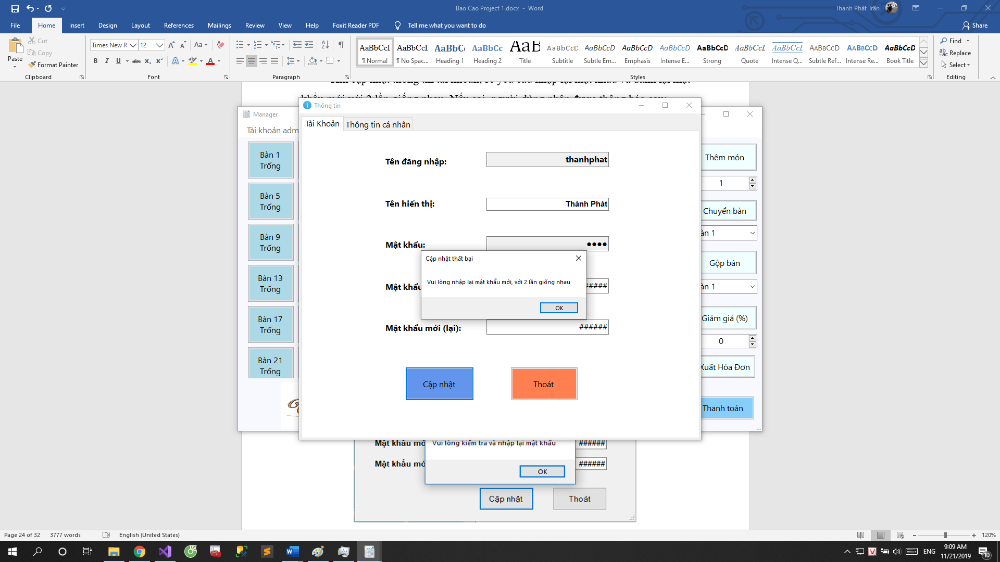 Bao Cao Project 1.docx - Word
Thành Phát Trần
File Home Insert Design Layout References Mailings Review View Help Foxit Reader PDF Tell me what you want to do Share
Paste
Cut
Copy
Format Painter
Clipboard
Times New R 12
Font
Paragraph
AaBbCcI AaBbCcI AaBbCc AaBbCc AaB AaBbCcD AaBbCcD AaBbCcD AaBbCcD AaBbCcD AaBbCcI AaBbCcI AaBbCcD AaBbCcD AaBbCcD
¶ Normal ¶ No Spac... Heading 1 Heading 2 Title Subtitle Subtle Em... Emphasis Intense E... Strong Quote Intense Q... Subtle Ref... Intense Re... Book Title
Styles
Find
Replace
Select
Editing
Manager
Tài khoản adm
Bàn 1
Trống
Bàn 5
Trống
Bàn 9
Trống
Bàn 13
Trống
Bàn 17
Trống
Bàn 21
Trống
Thông tin
Tài Khoản Thông tin cá nhân
Tên đăng nhập: thanhphat
Tên hiển thị: Thành Phát
Mật khẩu: ●●●●
Mật khẩu #####
Mật khẩu mới (lại): ######
Cập nhật Thoát
Cập nhật thất bại
Vui lòng nhập lại mật khẩu mới, với 2 lần giống nhau
OK
Thêm món
1
Chuyển bàn
àn 1
Gộp bàn
àn 1
Giảm giá (%)
0
Xuất Hóa Đơn
Thanh toán
Mật khẩu mớ Vui lòng kiểm tra và nhập lại mật khẩu ######
Mật khẩu mớ ######
OK
Cập nhật Thoát
Page 24 of 32 3777 words English (United States) 120%
ENG 9:09 AM
11/21/2019
10